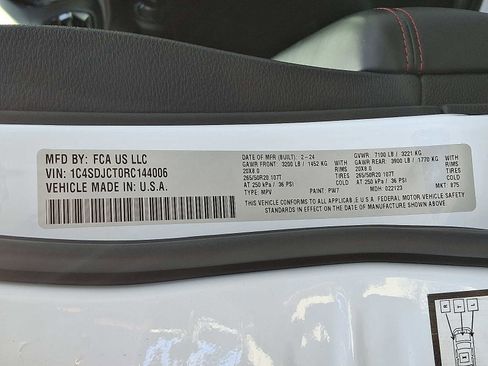 MFD BY: FCA US LLC
VIN: 1C4SDJCT0RC144006
VEHICLE MADE IN: U.S.A.
DATE OF MFR (BUILT): 2-24 GVWR: 7100 LB / 3221 KG
GAWR FRONT: 3200 LB / 1452 KG WITH GAWR REAR: 3900 LB / 1770 KG WITH
20X8.0 RIMS 20X8.0 RIMS
265/50R20 107T TIRES 265/50R20 107T TIRES
AT 250 kPa / 36 PSI COLD AT 250 kPa / 36 PSI COLD
TYPE: MPV PAINT: PW7 MDH: 022123 MKT: 875
THIS VEHICLE CONFORMS TO ALL APPLICABLE U.S.A. FEDERAL MOTOR VEHICLE SAFETY
STANDARDS IN EFFECT ON THE DATE OF MANUFACTURE SHOWN ABOVE.